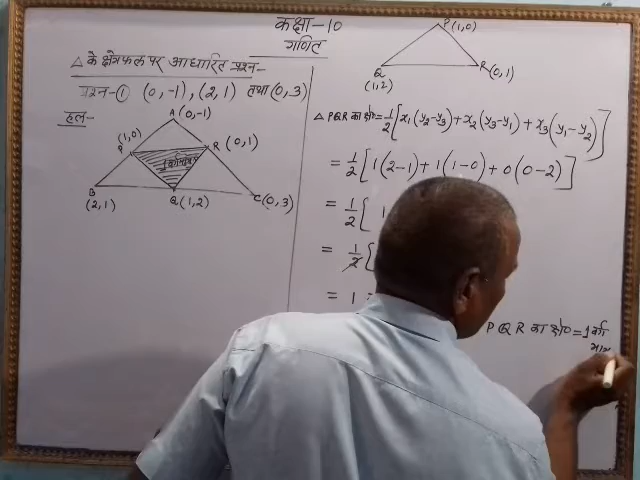 कक्षा-10
गणित
△ के क्षेत्रफल पर आधारित प्रश्न-
प्रश्न-① (0,-1), (2,1) तथा (0,3)
हल-
A(0,-1)
(1,0)
P
R (0,1)
B
(2,1)
Q(1,2)
C(0,3)
P(1,0)
Q
(1,2)
R(0,1)
△PQR का क्षे० = 1/2 [x₁(y₂-y₃)+x₂(y₃-y₁)+x₃(y₁-y₂)]
= 1/2 [1(2-1)+1(1-0)+0(0-2)]
= 1/2 [1
= 1/2 [
= 1
PQR का क्षे० = 1 वर्ग